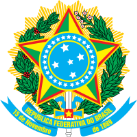 REPÚBLICA FEDERATIVA DO BRASIL
15 de Novembro
de 1889